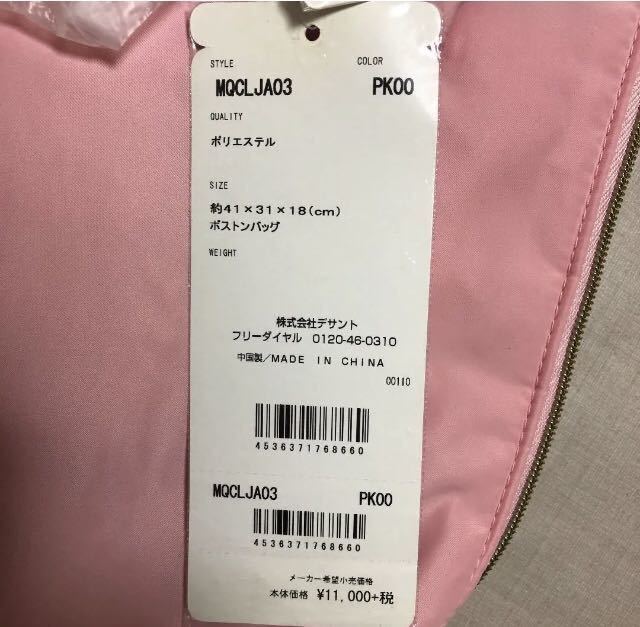 STYLE COLOR
MQCLJA03 PK00
QUALITY
ポリエステル
SIZE
約41×31×18(cm)
ボストンバッグ
WEIGHT
株式会社デサント
フリーダイヤル 0120-46-0310
中国製/MADE IN CHINA
00110
4536371768660
MQCLJA03 PK00
4536371768660
メーカー希望小売価格
本体価格 ¥11,000+税